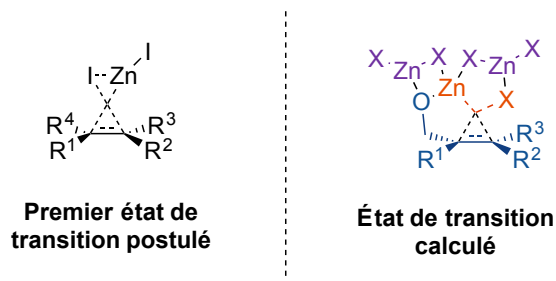 I
I Zn
R⁴ R³
R¹ R²
Premier état de
transition postulé
X X X X
Zn Zn
O Zn X
R³
R¹ R²
État de transition
calculé